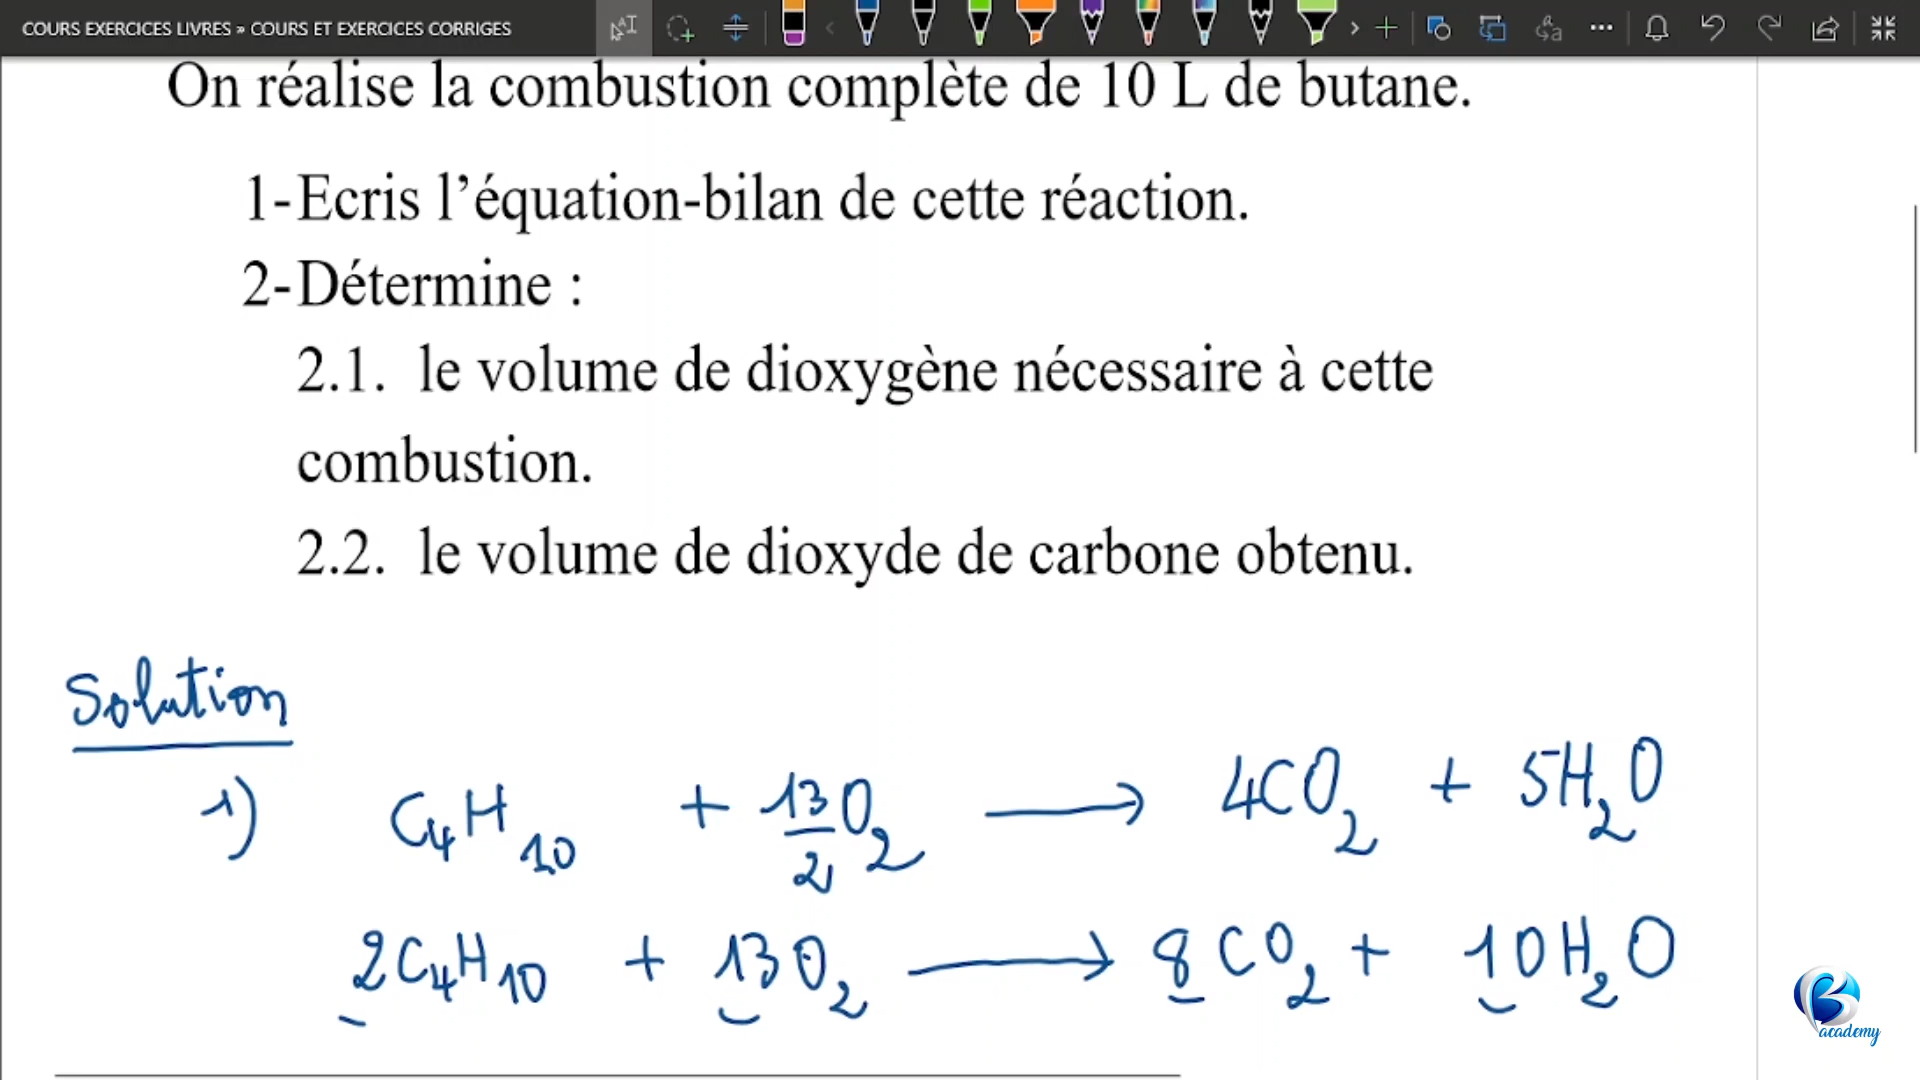 COURS EXERCICES LIVRES » COURS ET EXERCICES CORRIGES
On réalise la combustion complète de 10 L de butane.
1-Ecris l’équation-bilan de cette réaction.
2-Détermine :
2.1. le volume de dioxygène nécessaire à cette
combustion.
2.2. le volume de dioxyde de carbone obtenu.
Solution
1) C₄H₁₀ + 13/2 O₂ → 4CO₂ + 5H₂O
2C₄H₁₀ + 13O₂ → 8CO₂ + 10H₂O
academy